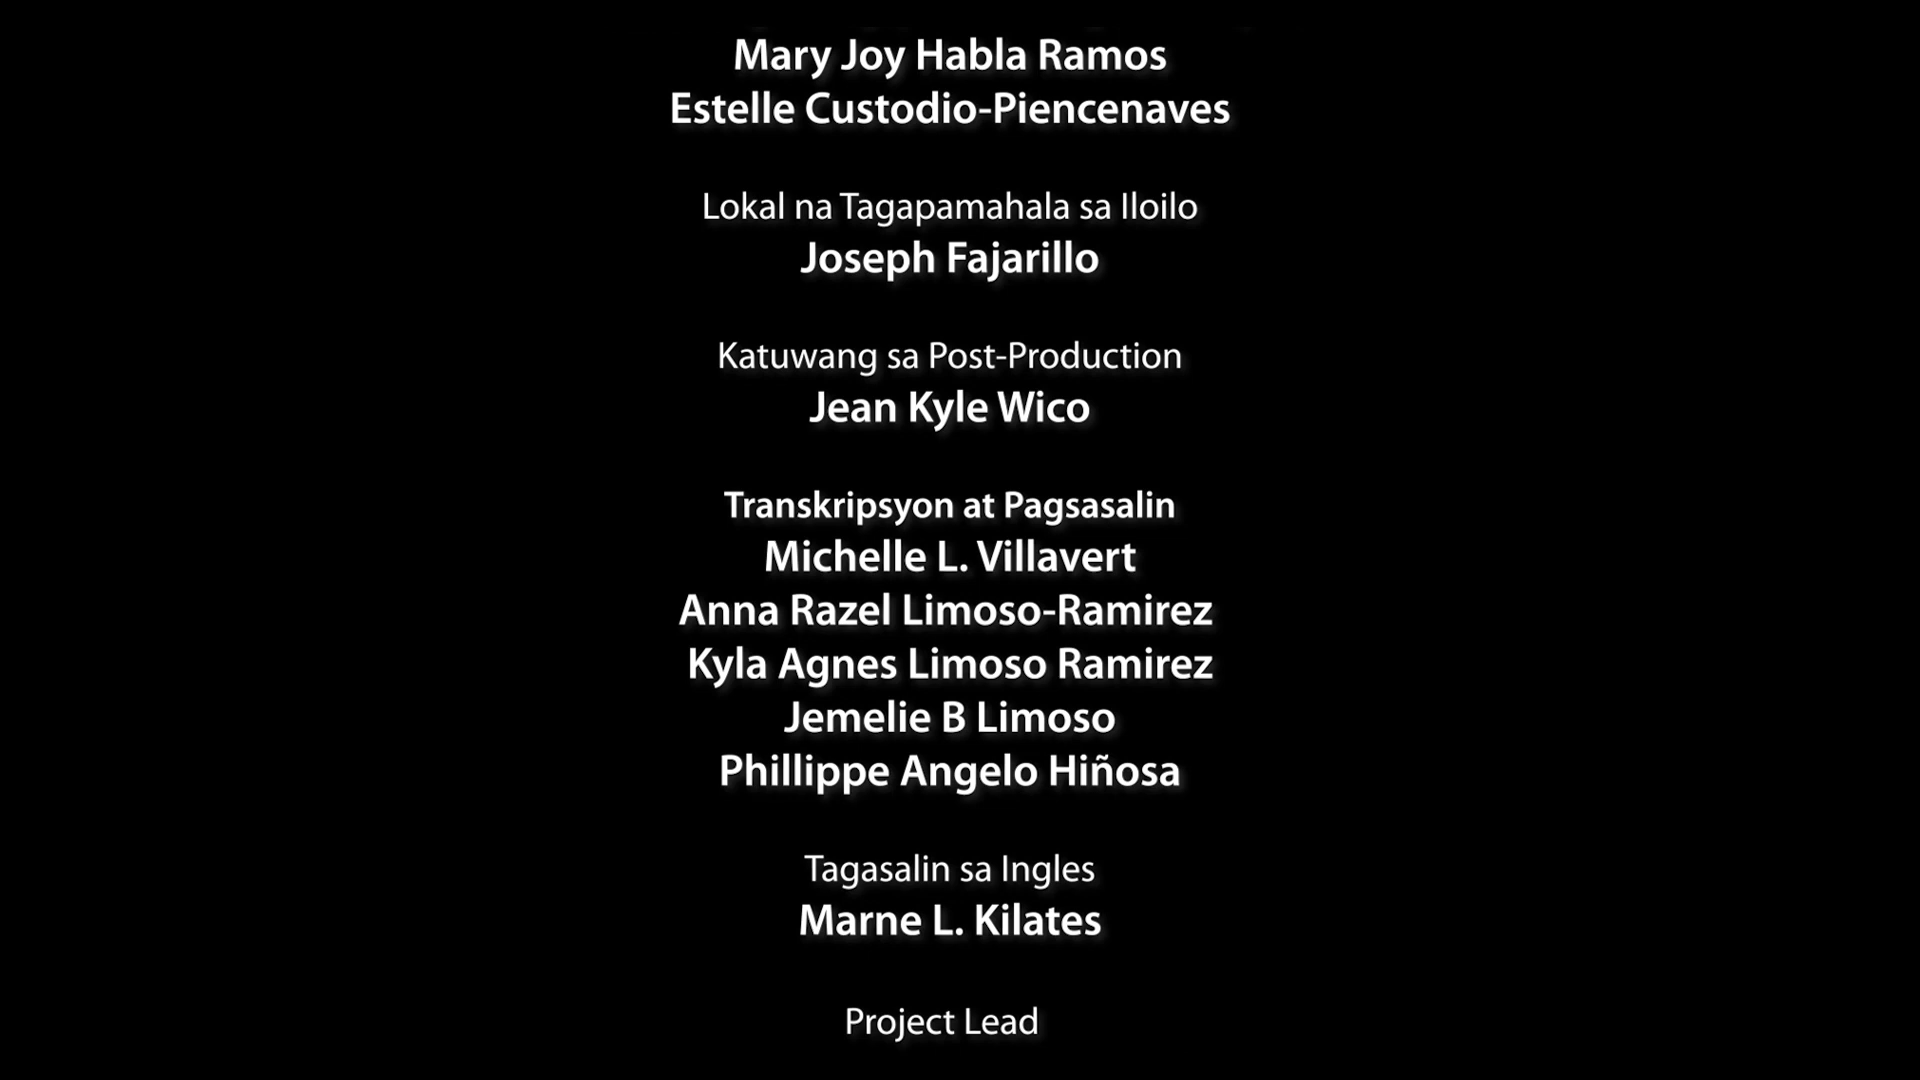 Mary Joy Habla Ramos
Estelle Custodio-Piencenaves
Lokal na Tagapamahala sa Iloilo
Joseph Fajarillo
Katuwang sa Post-Production
Jean Kyle Wico
Transkripsyon at Pagsasalin
Michelle L. Villavert
Anna Razel Limoso-Ramirez
Kyla Agnes Limoso Ramirez
Jemelie B Limoso
Phillippe Angelo Hiñosa
Tagasalin sa Ingles
Marne L. Kilates
Project Lead